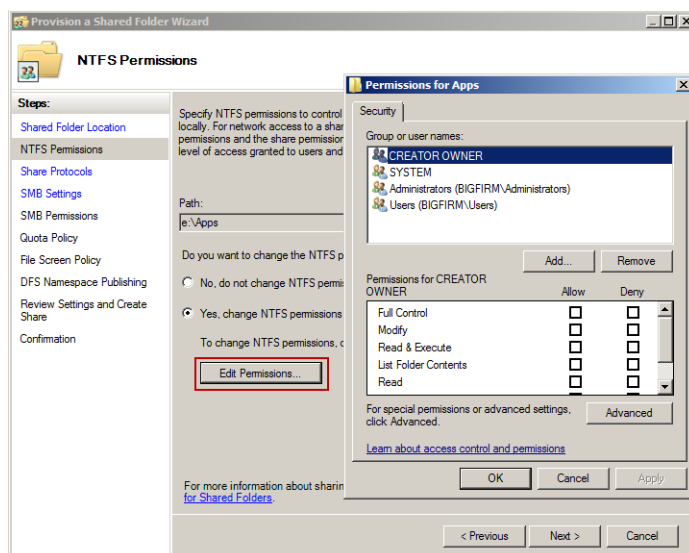 Provision a Shared Folder Wizard
NTFS Permissions
Steps:
Shared Folder Location
NTFS Permissions
Share Protocols
SMB Settings
SMB Permissions
Quota Policy
File Screen Policy
DFS Namespace Publishing
Review Settings and Create
Share
Confirmation
Specify NTFS permissions to control
locally. For network access to a shar
permissions and the share permission
level of access granted to users and
Path:
e:\Apps
Do you want to change the NTFS p
No, do not change NTFS permi
Yes, change NTFS permissions
To change NTFS permissions, c
Edit Permissions...
For more information about sharin
for Shared Folders.
< Previous
Next >
Cancel
Permissions for Apps
Security
Group or user names:
CREATOR OWNER
SYSTEM
Administrators (BIGFIRM\Administrators)
Users (BIGFIRM\Users)
Add...
Remove
Permissions for CREATOR
OWNER
Allow
Deny
Full Control
Modify
Read & Execute
List Folder Contents
Read
For special permissions or advanced settings,
click Advanced.
Advanced
Learn about access control and permissions
OK
Cancel
Apply